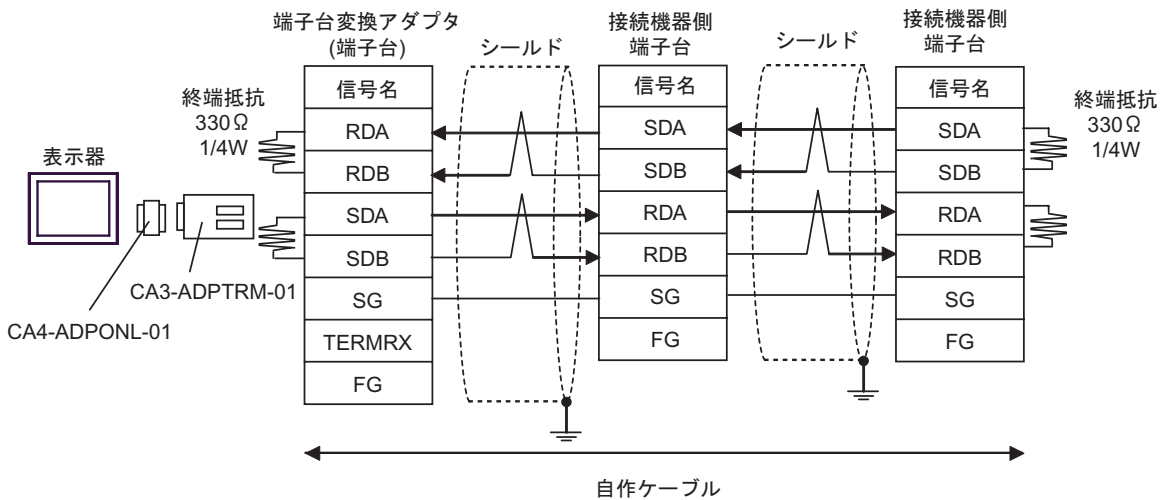 端子台変換アダプタ
(端子台)
シールド
接続機器側
端子台
シールド
接続機器側
端子台
終端抵抗
330Ω
1/4W
表示器
CA4-ADPONL-01
CA3-ADPTRM-01
信号名
RDA
RDB
SDA
SDB
SG
TERMRX
FG
信号名
SDA
SDB
RDA
RDB
SG
FG
信号名
SDA
SDB
RDA
RDB
SG
FG
終端抵抗
330Ω
1/4W
自作ケーブル